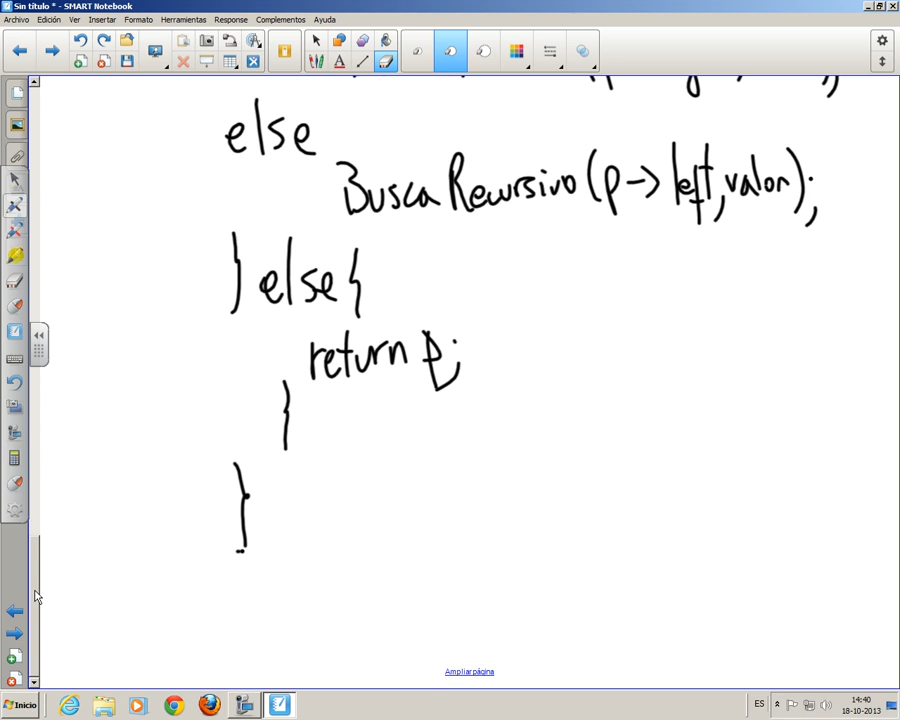 Sin título * - SMART Notebook
Archivo Edición Ver Insertar Formato Herramientas Response Complementos Ayuda
else
BuscaRecursivo(p->left,valor);
} else {
return p;
}
}
Ampliar página
Inicio
ES
14:40
18-10-2013